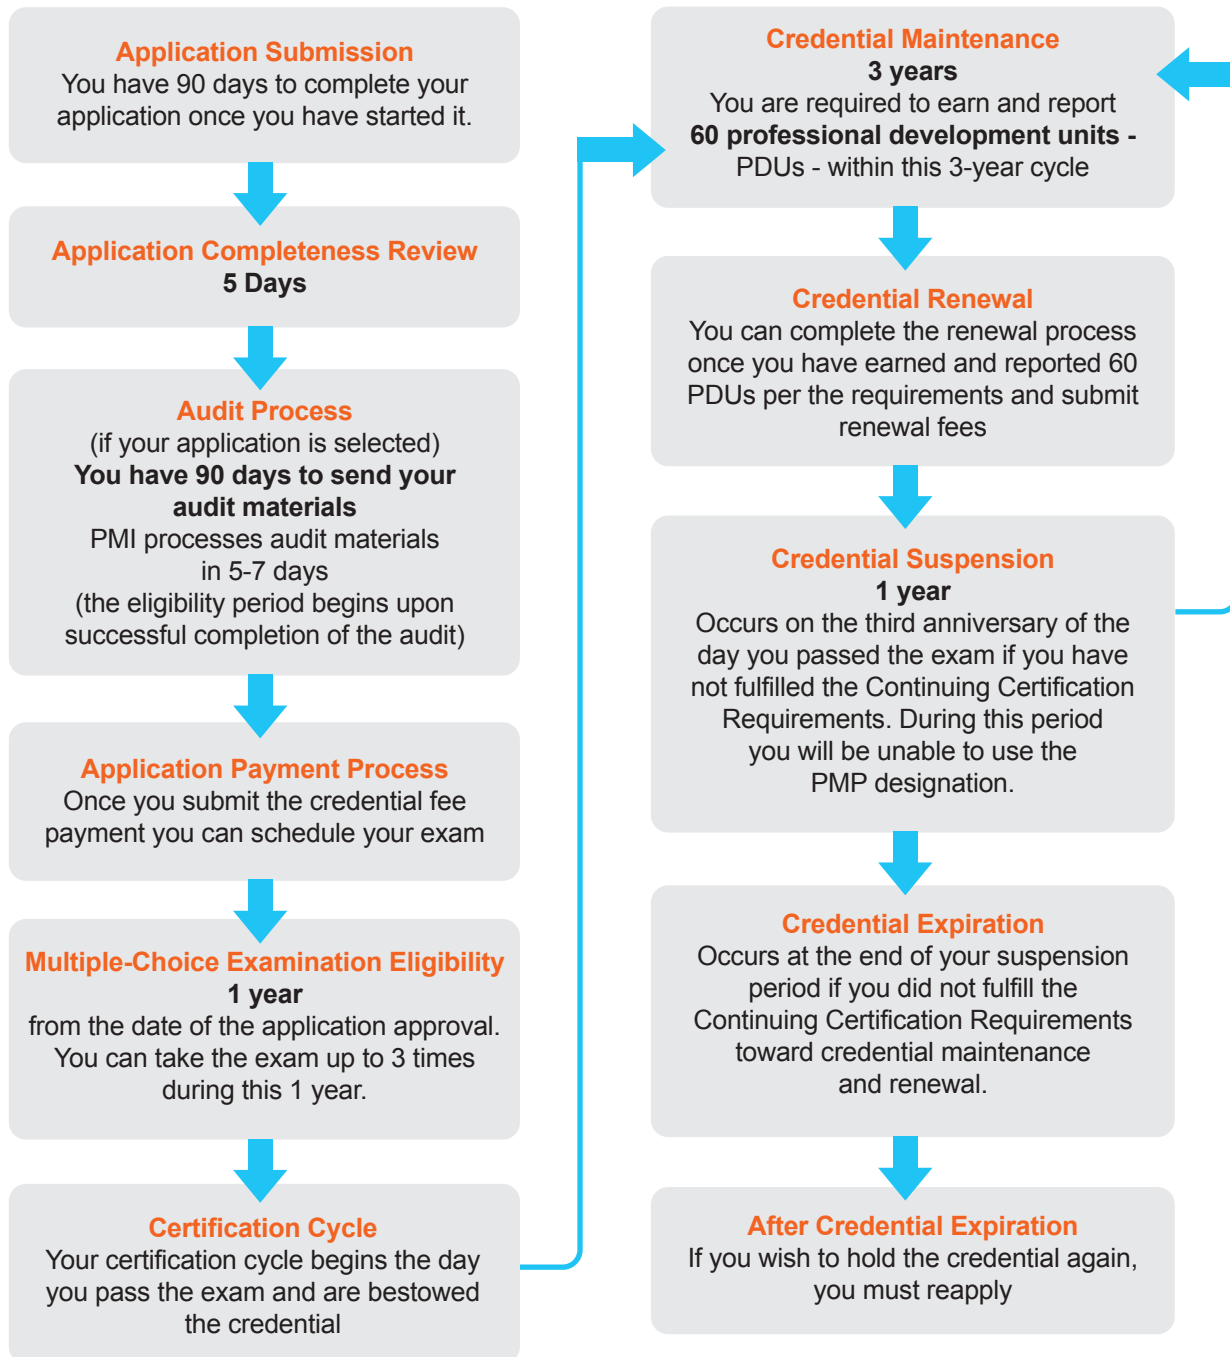 Application Submission
You have 90 days to complete your
application once you have started it.
Application Completeness Review
5 Days
Audit Process
(if your application is selected)
You have 90 days to send your
audit materials
PMI processes audit materials
in 5-7 days
(the eligibility period begins upon
successful completion of the audit)
Application Payment Process
Once you submit the credential fee
payment you can schedule your exam
Multiple-Choice Examination Eligibility
1 year
from the date of the application approval.
You can take the exam up to 3 times
during this 1 year.
Certification Cycle
Your certification cycle begins the day
you pass the exam and are bestowed
the credential
Credential Maintenance
3 years
You are required to earn and report
60 professional development units -
PDUs - within this 3-year cycle
Credential Renewal
You can complete the renewal process
once you have earned and reported 60
PDUs per the requirements and submit
renewal fees
Credential Suspension
1 year
Occurs on the third anniversary of the
day you passed the exam if you have
not fulfilled the Continuing Certification
Requirements. During this period
you will be unable to use the
PMP designation.
Credential Expiration
Occurs at the end of your suspension
period if you did not fulfill the
Continuing Certification Requirements
toward credential maintenance
and renewal.
After Credential Expiration
If you wish to hold the credential again,
you must reapply